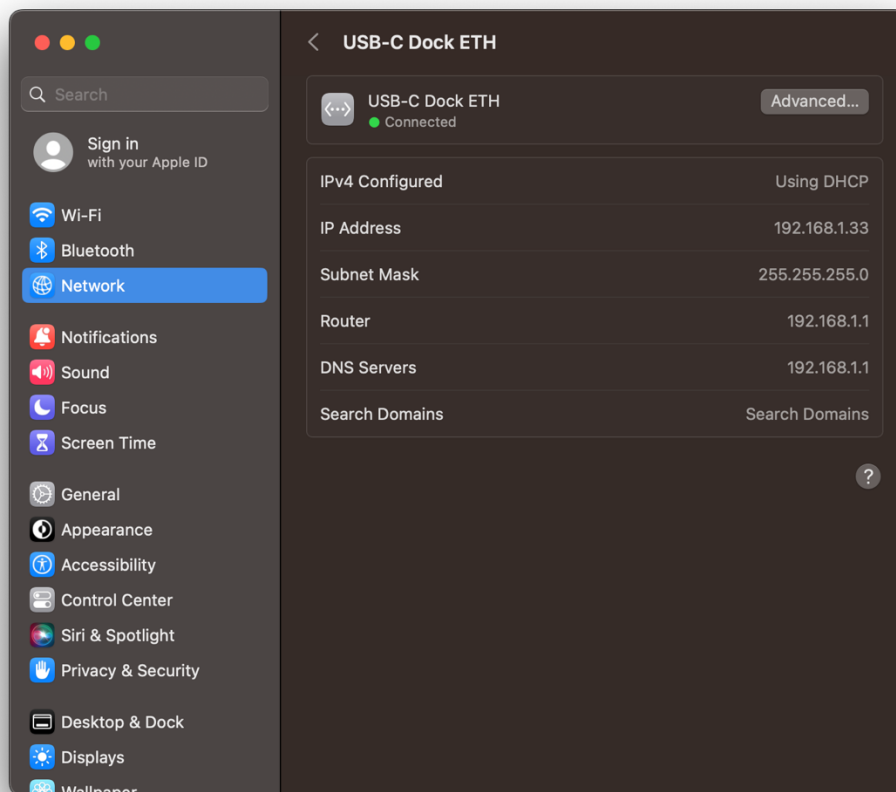 USB-C Dock ETH
Search
USB-C Dock ETH
Connected
Advanced...
Sign in
with your Apple ID
IPv4 Configured
Using DHCP
IP Address
192.168.1.33
Subnet Mask
255.255.255.0
Router
192.168.1.1
DNS Servers
192.168.1.1
Search Domains
Search Domains
?
Wi-Fi
Bluetooth
Network
Notifications
Sound
Focus
Screen Time
General
Appearance
Accessibility
Control Center
Siri & Spotlight
Privacy & Security
Desktop & Dock
Displays
Wallpaper